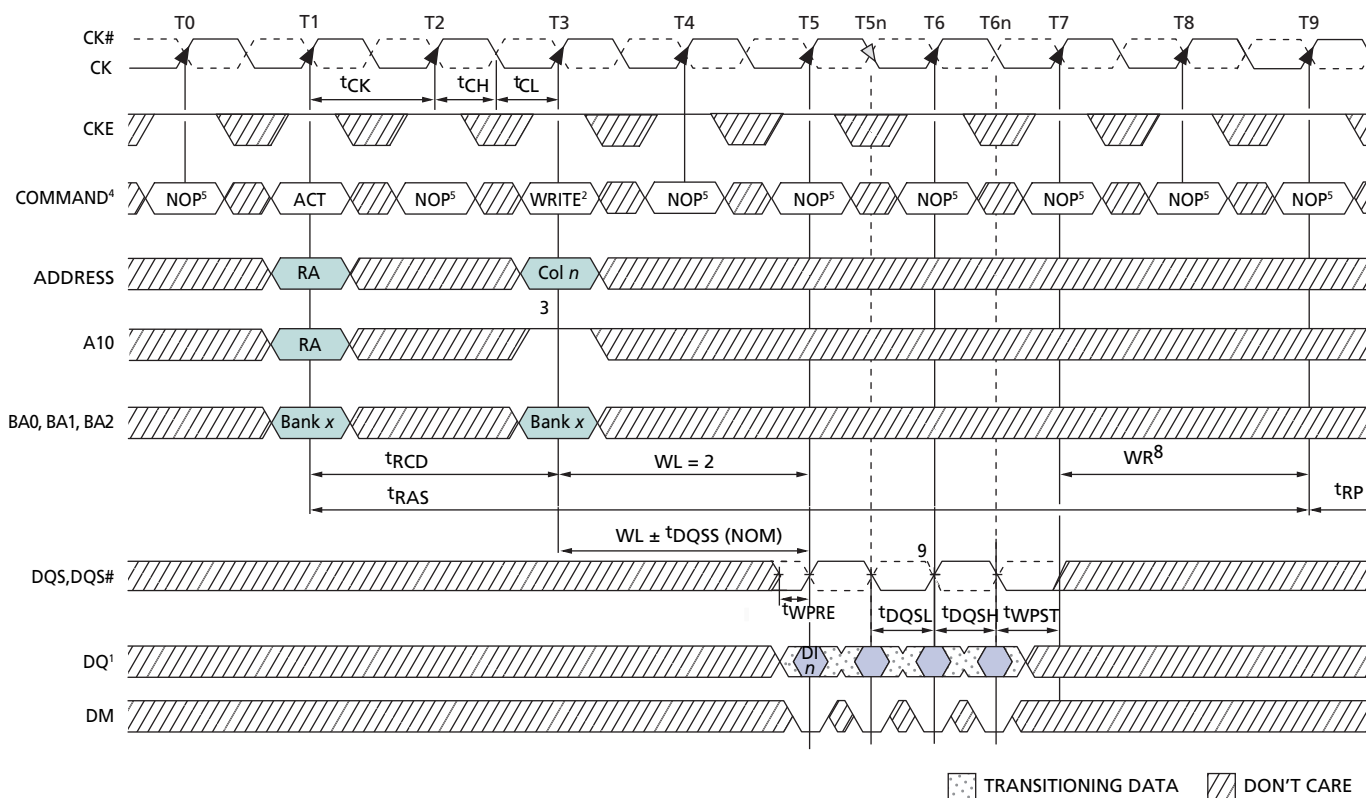 T0 T1 T2 T3 T4 T5 T5n T6 T6n T7 T8 T9
CK#
CK
tCK tCH tCL
CKE
COMMAND4 NOP5 ACT NOP5 WRITE2 NOP5 NOP5 NOP5 NOP5 NOP5 NOP5
ADDRESS RA Col n
3
A10 RA
BA0, BA1, BA2 Bank x Bank x
tRCD WL = 2 WR8
tRAS tRP
WL ± tDQSS (NOM)
9
DQS,DQS#
tWPRE tDQSL tDQSH tWPST
DQ1 DI
n
DM
TRANSITIONING DATA DON'T CARE